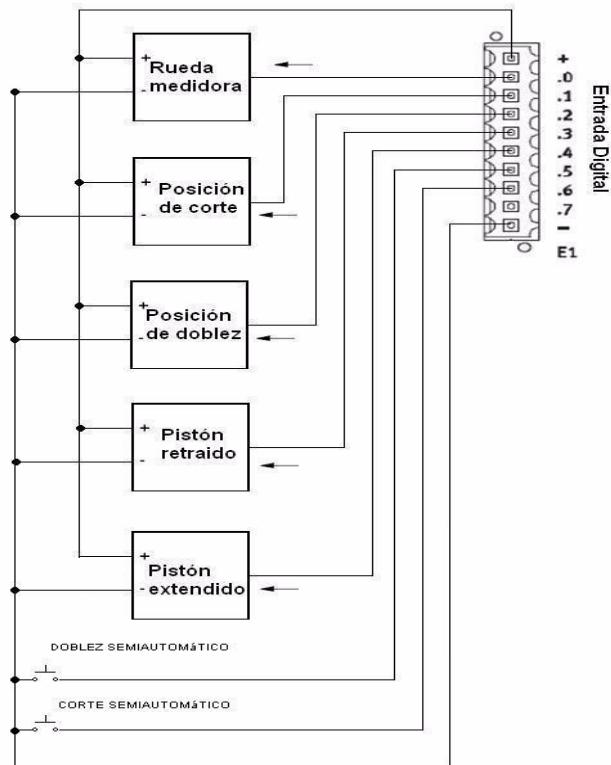 +
Rueda
medidora
-
+
Posición
de corte
-
+
Posición
de doblez
-
+
Pistón
retraido
-
+
Pistón
extendido
-
DOBLEZ SEMIAUTOMáTICO
CORTE SEMIAUTOMáTICO
+
.0
.1
.2
.3
.4
.5
.6
.7
–
E1
Entrada Digital